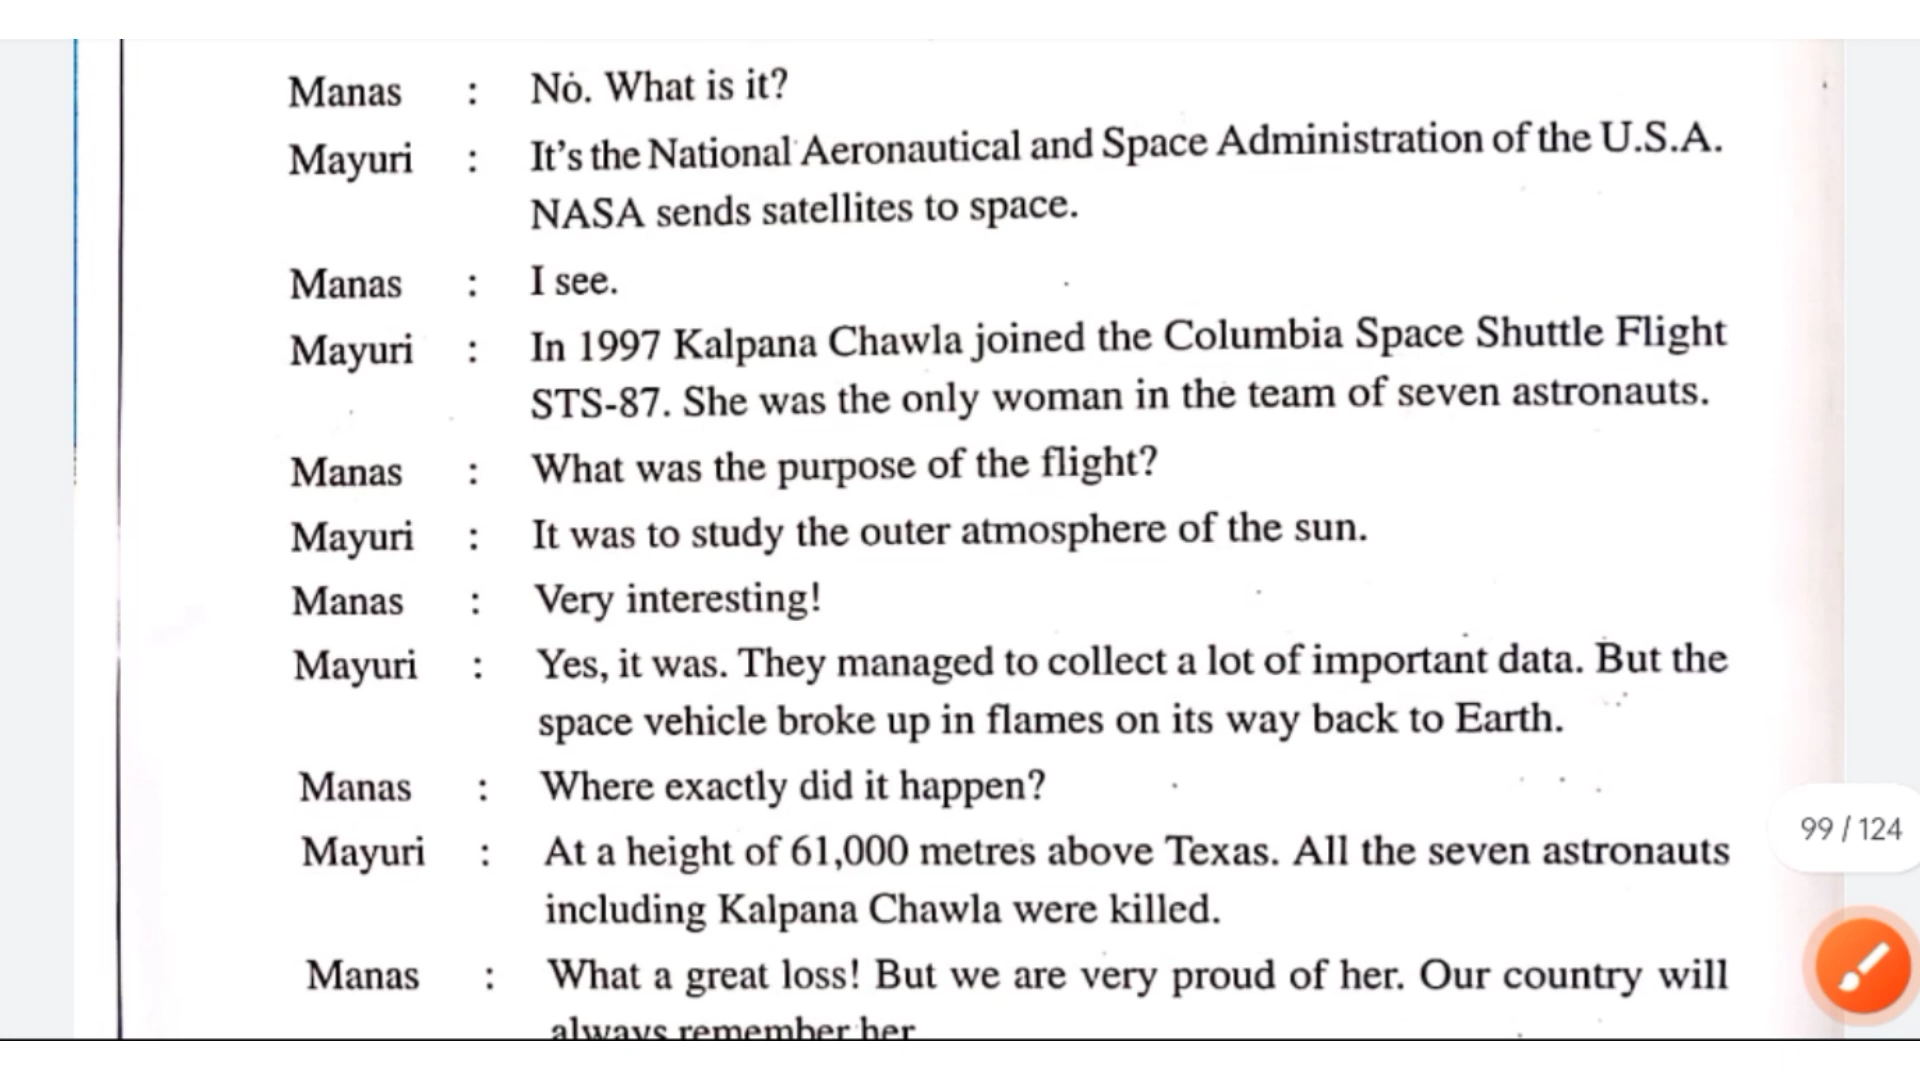 Manas : No. What is it?
Mayuri : It's the National Aeronautical and Space Administration of the U.S.A.
NASA sends satellites to space.
Manas : I see.
Mayuri : In 1997 Kalpana Chawla joined the Columbia Space Shuttle Flight
STS-87. She was the only woman in the team of seven astronauts.
Manas : What was the purpose of the flight?
Mayuri : It was to study the outer atmosphere of the sun.
Manas : Very interesting!
Mayuri : Yes, it was. They managed to collect a lot of important data. But the
space vehicle broke up in flames on its way back to Earth.
Manas : Where exactly did it happen?
99 / 124
Mayuri : At a height of 61,000 metres above Texas. All the seven astronauts
including Kalpana Chawla were killed.
Manas : What a great loss! But we are very proud of her. Our country will
always remember her